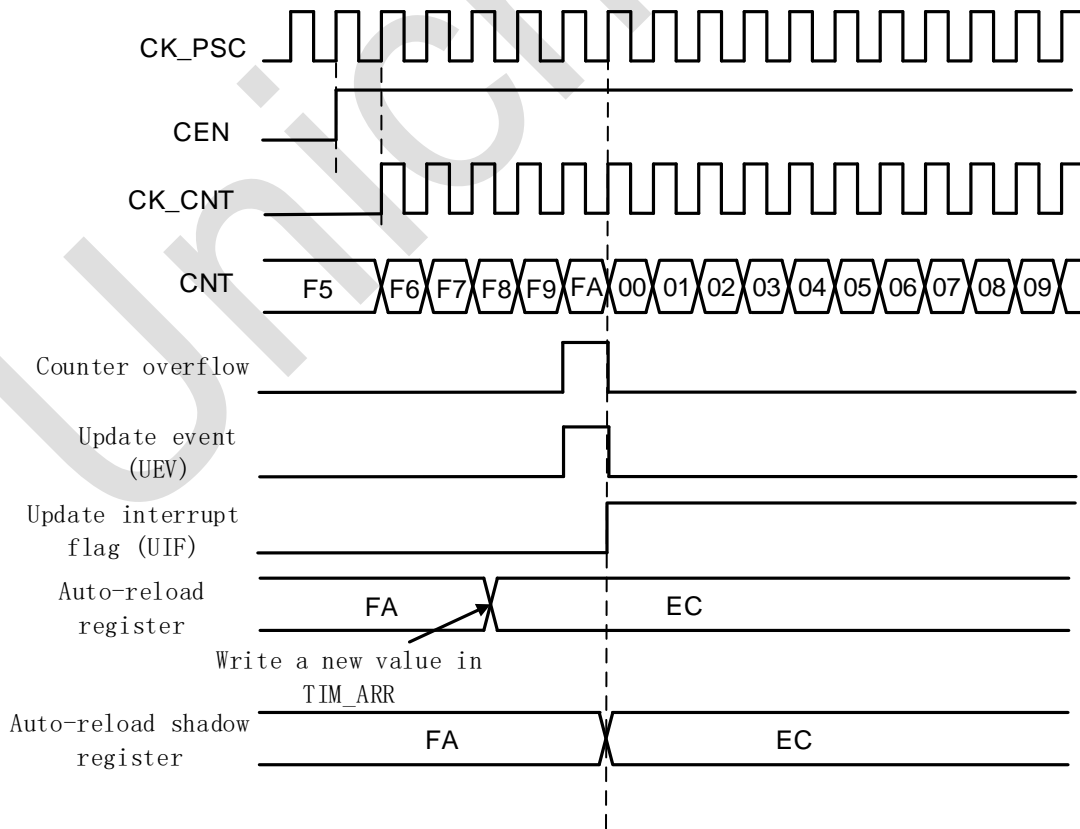 CK_PSC
CEN
CK_CNT
CNT
F5 F6 F7 F8 F9 FA 00 01 02 03 04 05 06 07 08 09
Counter overflow
Update event
(UEV)
Update interrupt
flag (UIF)
Auto-reload
register
FA EC
Write a new value in
TIM_ARR
Auto-reload shadow
register
FA EC